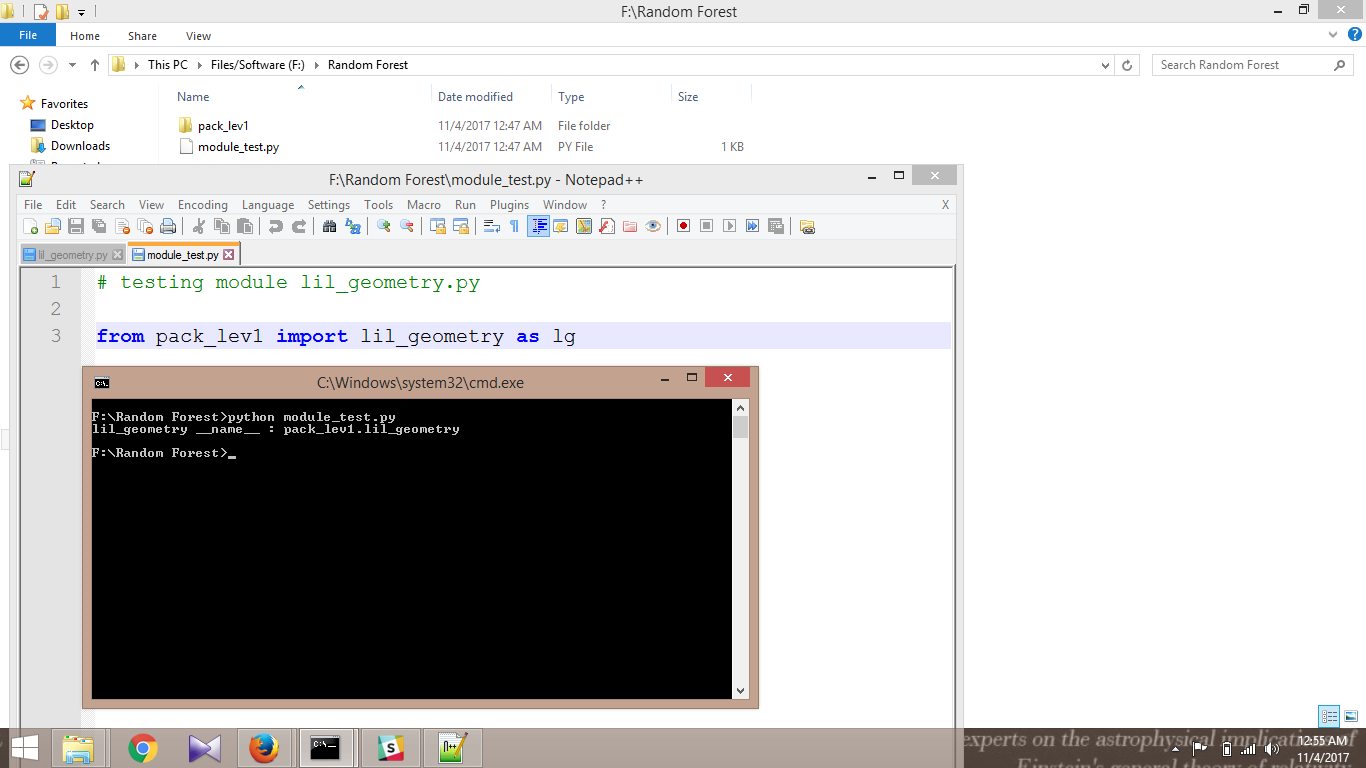 F:\Random Forest
File Home Share View
This PC Files/Software (F:) Random Forest
Search Random Forest
Favorites
Desktop
Downloads
Name Date modified Type Size
pack_lev1 11/4/2017 12:47 AM File folder
module_test.py 11/4/2017 12:47 AM PY File 1 KB
F:\Random Forest\module_test.py - Notepad++
File Edit Search View Encoding Language Settings Tools Macro Run Plugins Window ? X
lil_geometry.py module_test.py
1 # testing module lil_geometry.py
2
3 from pack_lev1 import lil_geometry as lg
C:\Windows\system32\cmd.exe
F:\Random Forest>python module_test.py
lil_geometry __name__ : pack_lev1.lil_geometry
F:\Random Forest>_
experts on the astrophysical implications of
Einstein's general theory of relativity
12:55 AM
11/4/2017